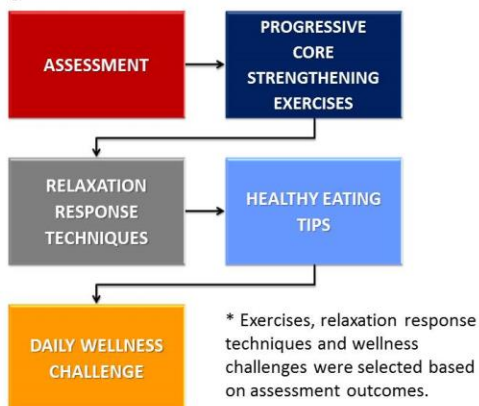 ASSESSMENT
PROGRESSIVE
CORE
STRENGTHENING
EXERCISES
RELAXATION
RESPONSE
TECHNIQUES
HEALTHY EATING
TIPS
DAILY WELLNESS
CHALLENGE
* Exercises, relaxation response
techniques and wellness
challenges were selected based
on assessment outcomes.